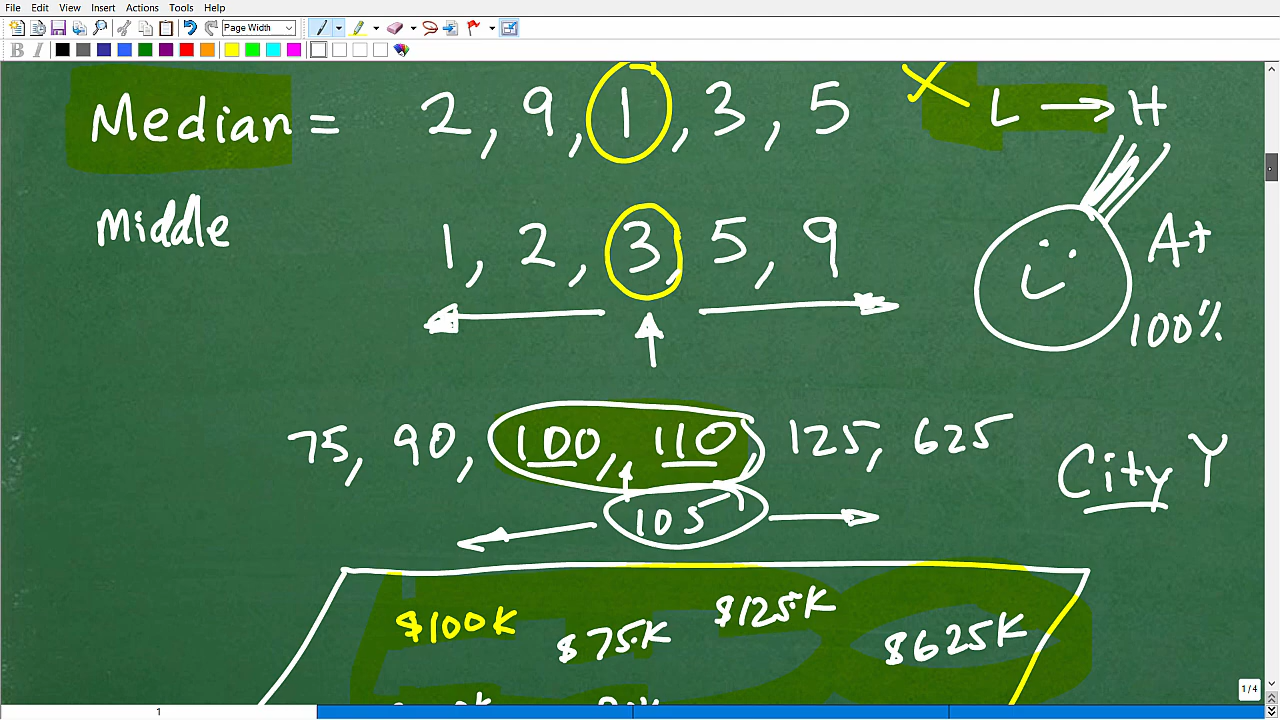 File Edit View Insert Actions Tools Help
Page Width
B I
Median = 2, 9, 1, 3, 5 L → H
Middle 1, 2, 3, 5, 9 A+
100%
75, 90, 100, 110, 125, 625 City Y
105
$100K $75K $125K $625K
1/4
1